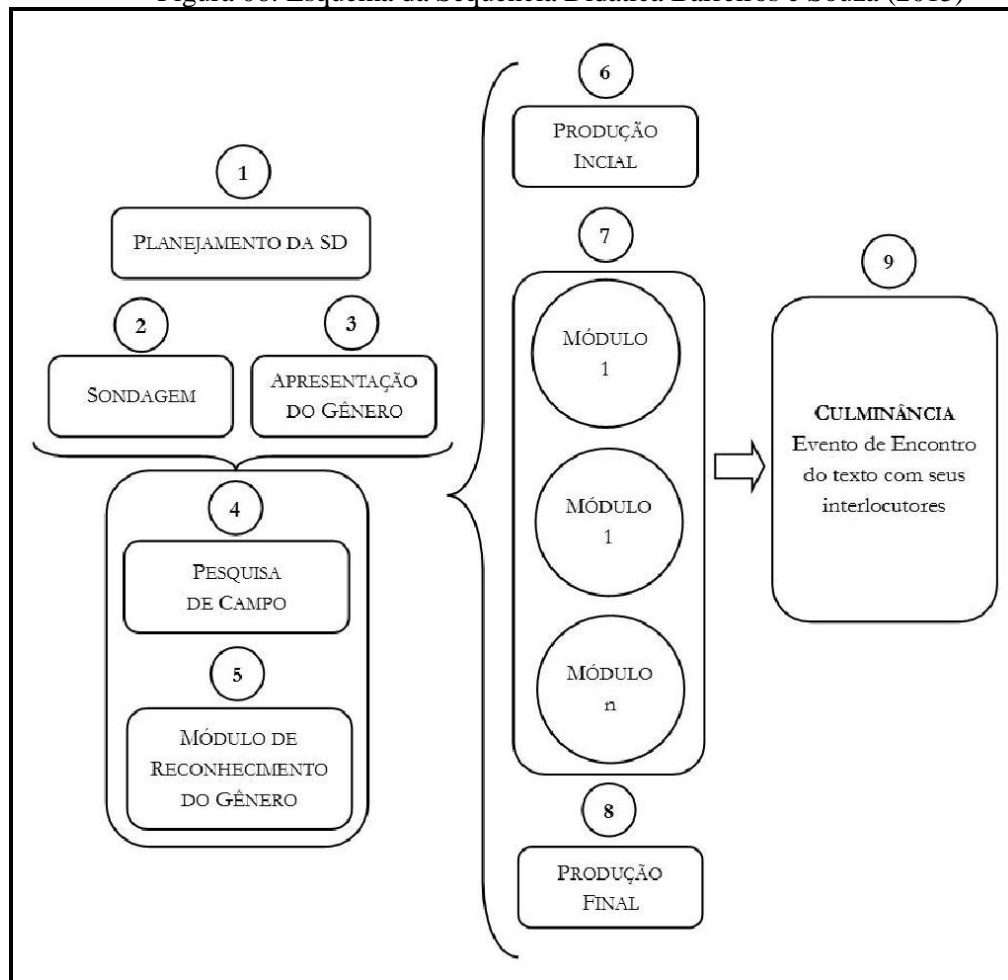 Figura 06: Esquema da Sequência Didática Barreiros e Souza (2015)
1
PLANEJAMENTO DA SD
2
SONDAGEM
3
APRESENTAÇÃO
DO GÊNERO
4
PESQUISA
DE CAMPO
5
MÓDULO DE
RECONHECIMENTO
DO GÊNERO
6
PRODUÇÃO
INCIAL
7
MÓDULO
1
MÓDULO
1
MÓDULO
n
8
PRODUÇÃO
FINAL
9
CULMINÂNCIA
Evento de Encontro
do texto com seus
interlocutores